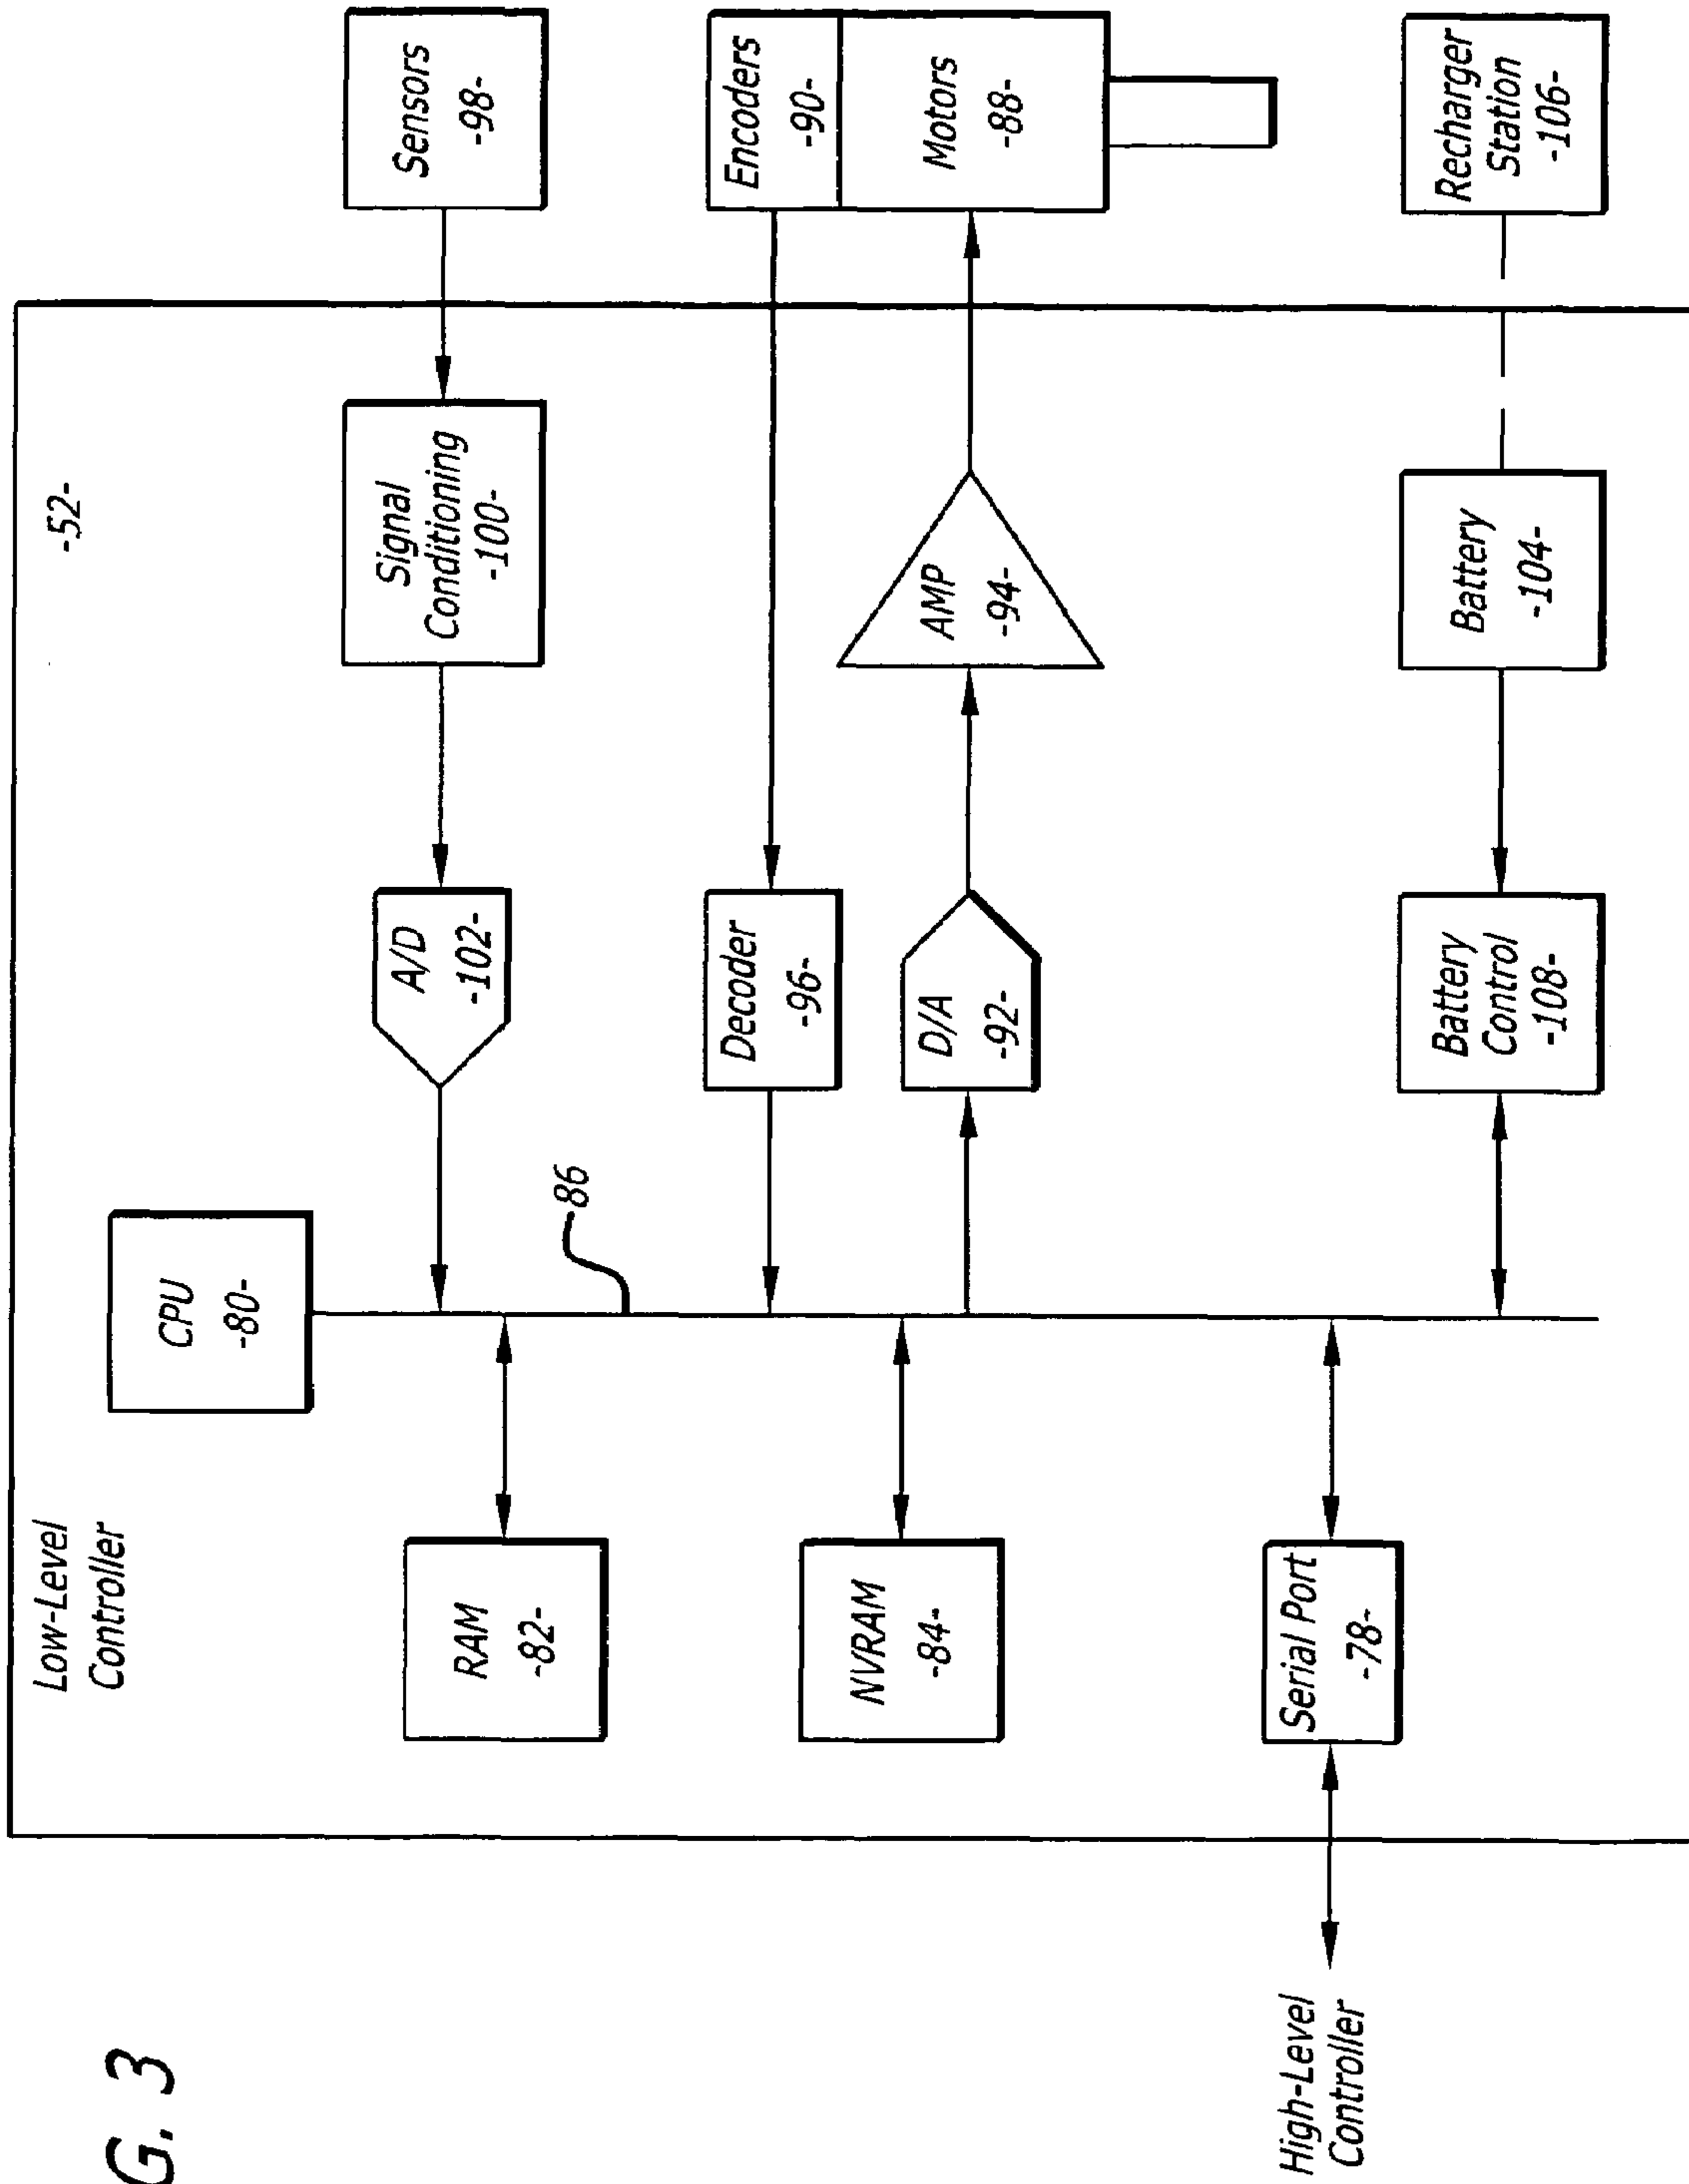 G. 3
Low-Level
Controller
-52-
CPU
-80-
RAM
-82-
NVRAM
-84-
Serial Port
-78-
High-Level
Controller
86
A/D
-102-
Signal
Conditioning
-100-
Sensors
-98-
Decoder
-96-
Encoders
-90-
D/A
-92-
AMP
-94-
Motors
-88-
Battery
Control
-108-
Battery
-104-
Recharger
Station
-106-